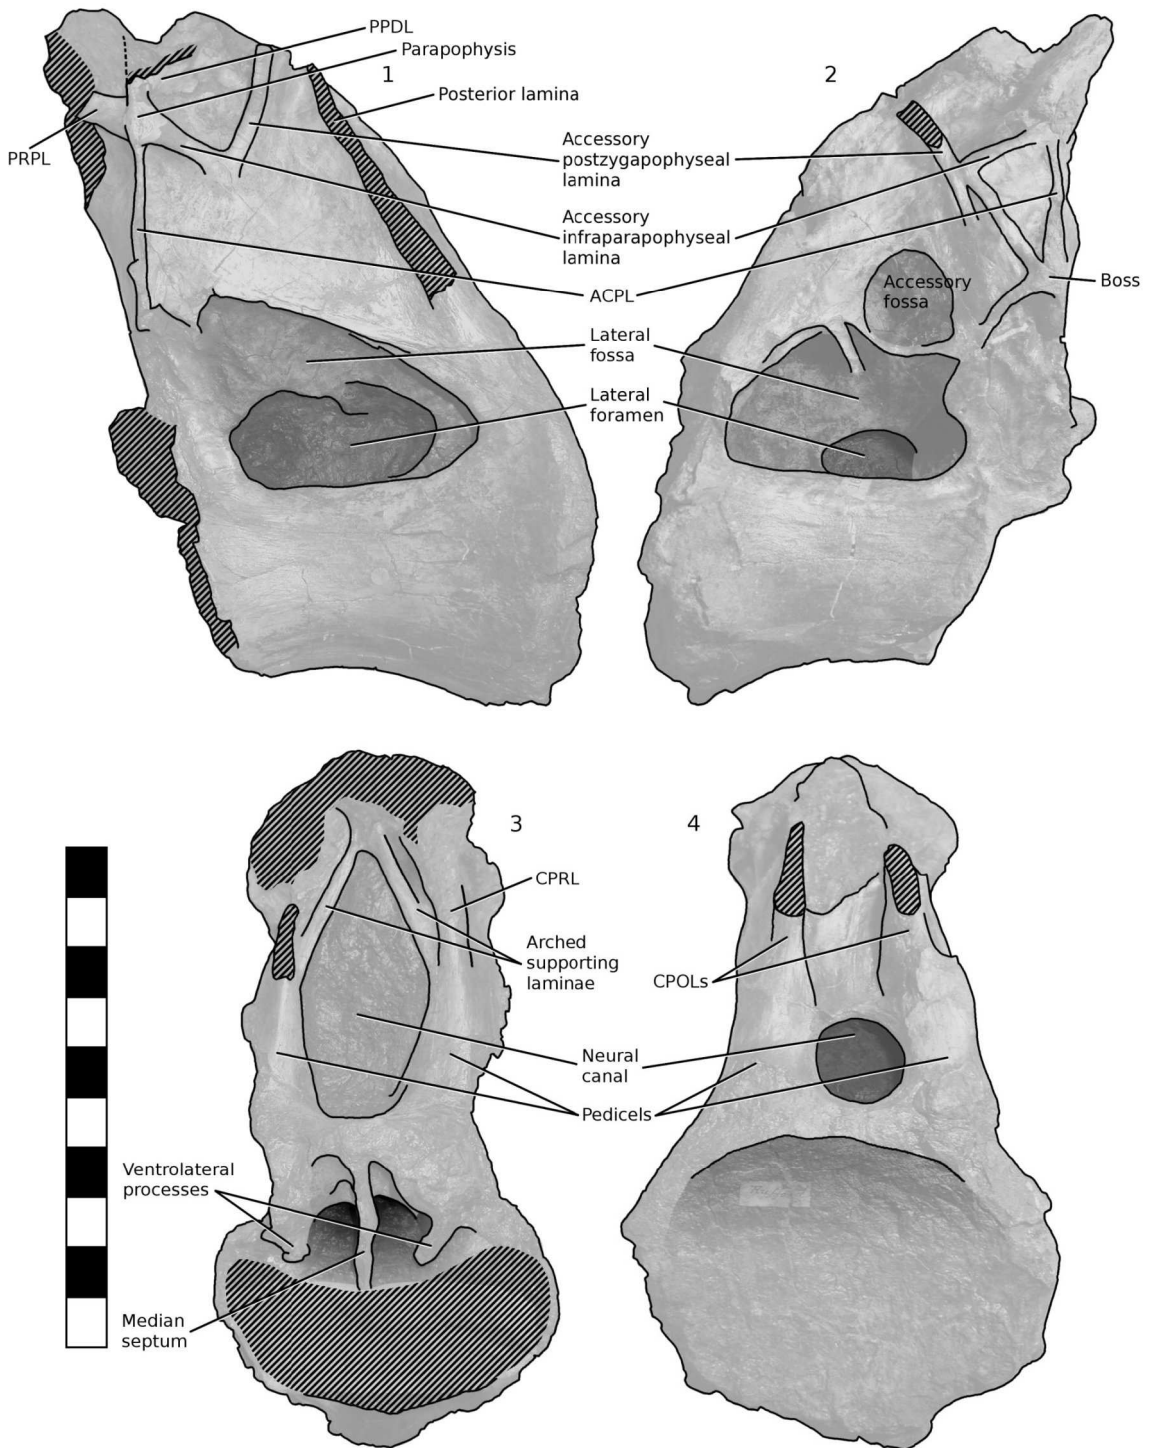 PPDL
Parapophysis
1
2
Posterior lamina
PRPL
Accessory
postzygapophyseal
lamina
Accessory
infraparapophyseal
lamina
ACPL
Accessory
fossa
Boss
Lateral
fossa
Lateral
foramen
3
4
CPRL
Arched
supporting
laminae
CPOLs
Neural
canal
Pedicels
Ventrolateral
processes
Median
septum